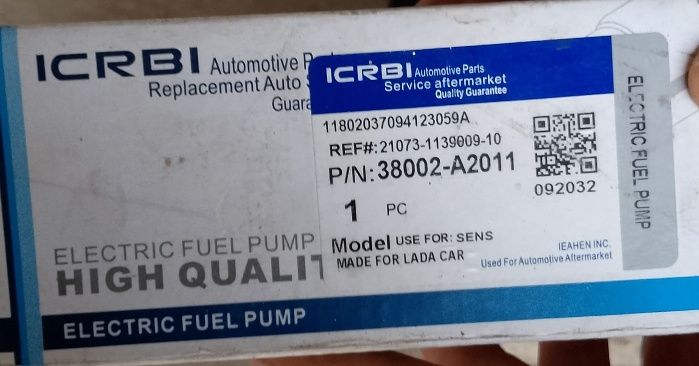 ICRBI Automotive P
Replacement Auto
Guara
ELECTRIC FUEL PUMP
HIGH QUALIT
ELECTRIC FUEL PUMP
ICRBI Automotive Parts
Service aftermarket
Quality Guarantee
11802037094123059A
REF#:21073-1139009-10
P/N:38002-A2011
092032
1 PC
Model USE FOR: SENS
MADE FOR LADA CAR
IEAHEN INC.
Used For Automotive Aftermarket
ELECTRIC FUEL PUMP